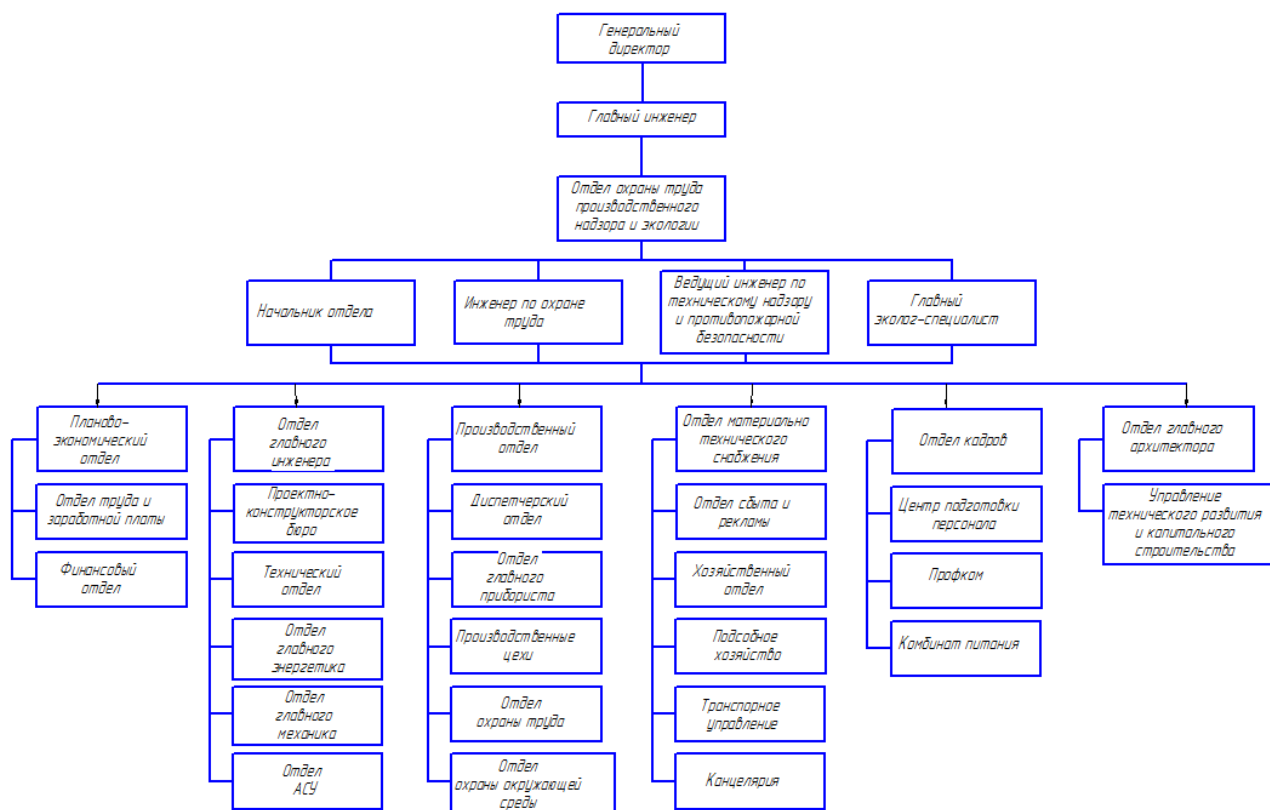 Генеральный
директор
Главный инженер
Отдел охраны труда
производственного
надзора и экологии
Начальник отдела
Инженер по охране
труда
Ведущий инженер по
техническому надзору
и противопожарной
безопасности
Главный
эколог-специалист
Планово-
экономический
отдел
Отдел труда и
заработной платы
Финансовый
отдел
Отдел
главного
инженера
Проектно-
конструкторское
бюро
Технический
отдел
Отдел
главного
энергетика
Отдел
главного
механика
Отдел
АСУ
Производственный
отдел
Диспетчерский
отдел
Отдел
главного
прибориста
Производственные
цехи
Отдел
охраны труда
Отдел
охраны окружающей
среды
Отдел материально
технического
снабжения
Отдел сбыта и
рекламы
Хозяйственный
отдел
Подсобное
хозяйство
Транспорное
управление
Канцелярия
Отдел кадров
Центр подготовки
персонала
Профком
Комбинат питания
Отдел главного
архитектора
Управление
технического развития
и капитального
строительства